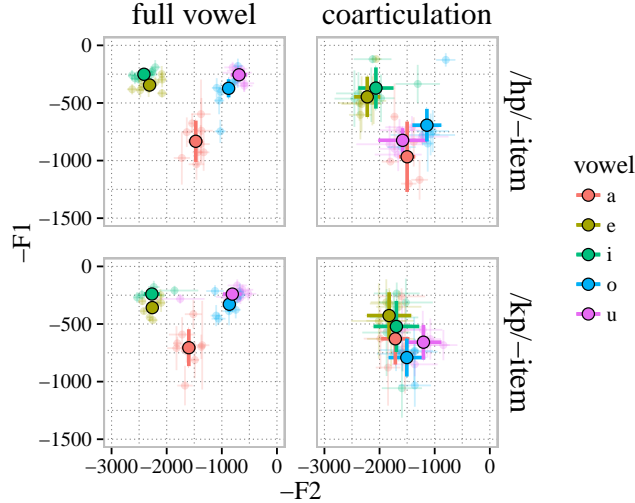 full vowel coarticulation
0
−500
−1000
−1500
/hp/−item
0
−500
−1000
−1500
/kp/−item
−F1
−3000 −2000 −1000 0 −3000 −2000 −1000 0
−F2
vowel
a
e
i
o
u